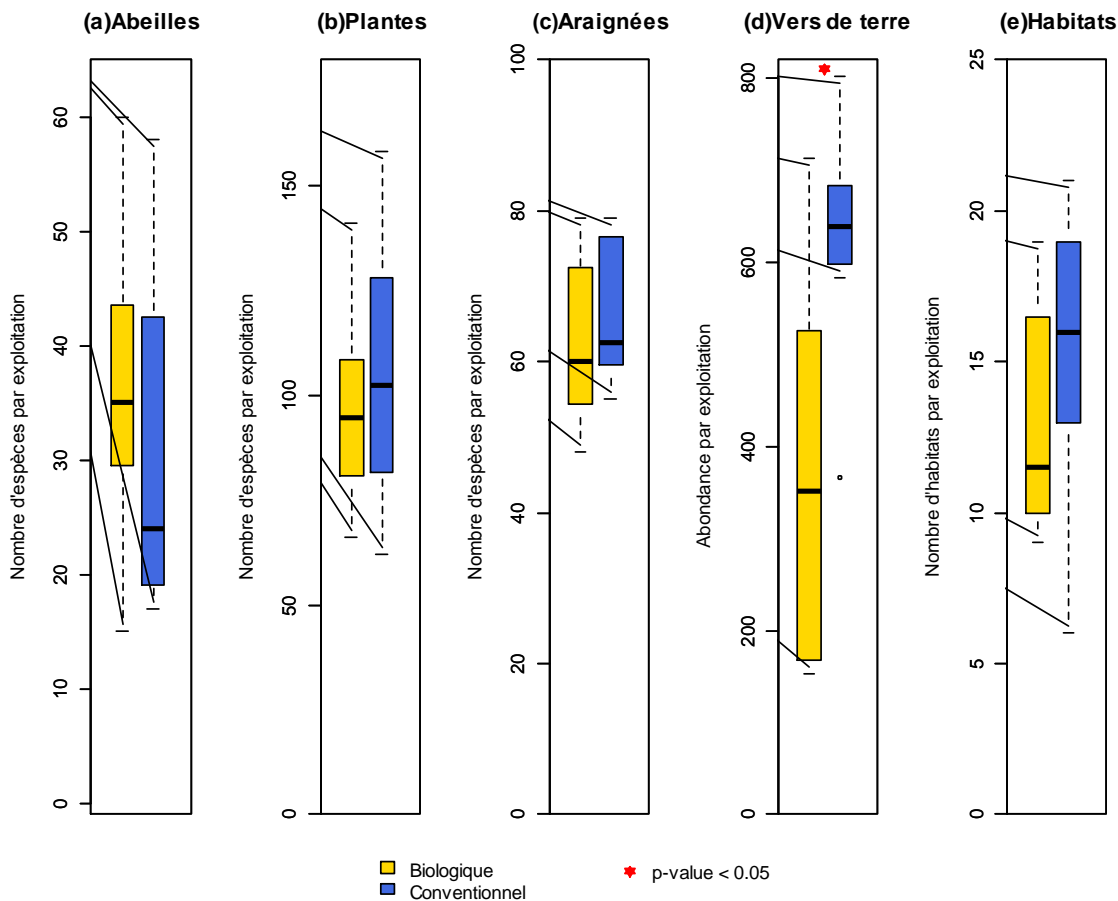 (a)Abeilles
(b)Plantes
(c)Araignées
(d)Vers de terre
(e)Habitats
Nombre d'espèces par exploitation
0
10
20
30
40
50
60
Nombre d'espèces par exploitation
0
50
100
150
Nombre d'espèces par exploitation
0
20
40
60
80
100
Abondance par exploitation
0
200
400
600
800
Nombre d'habitats par exploitation
0
5
10
15
20
25
Biologique
Conventionnel
p-value < 0.05